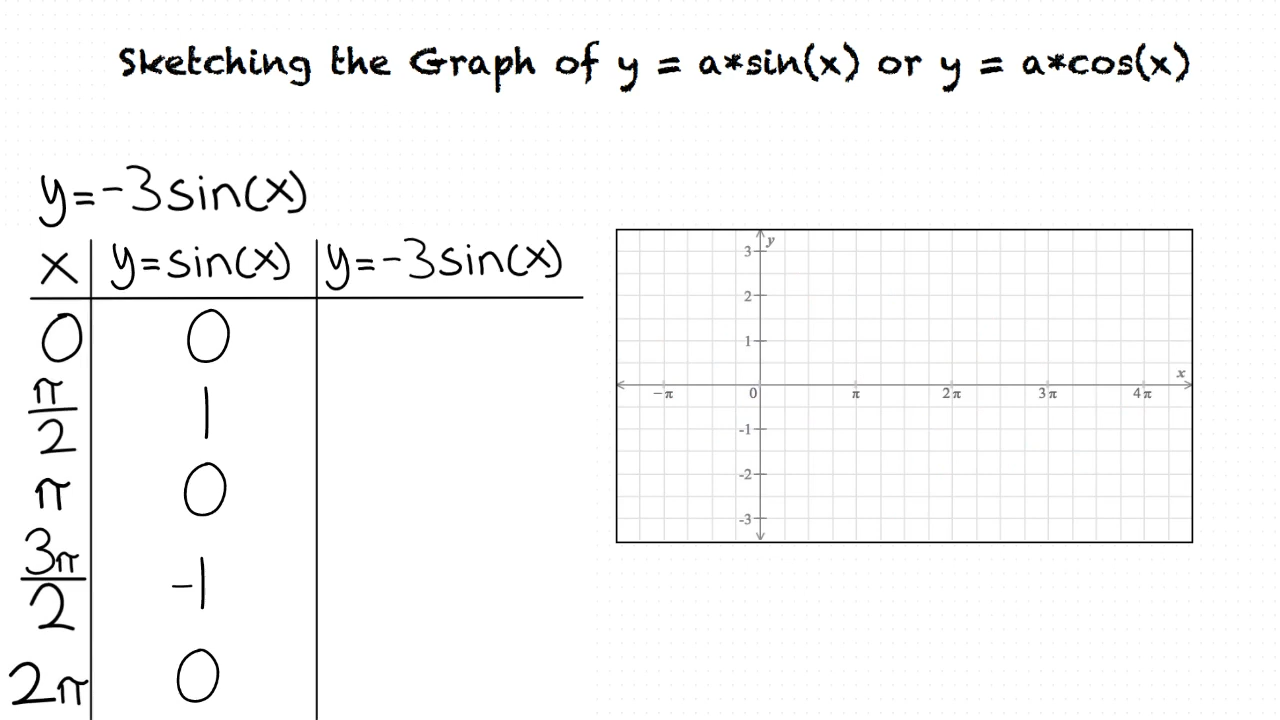 Sketching the Graph of y = a*sin(x) or y = a*cos(x)
y=-3sin(x)
x y=sin(x) y=-3sin(x)
0 0
π/2 1
π 0
3π/2 -1
2π 0
y
3
2
1
x
-π 0 π 2π 3π 4π
-1
-2
-3